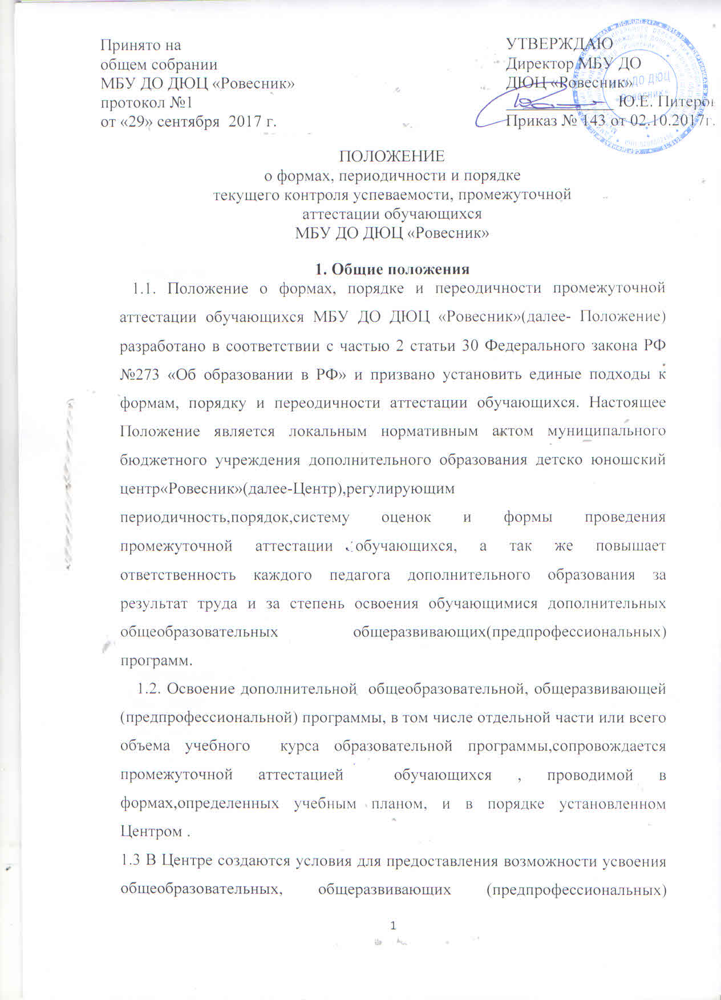 Принято на
общем собрании
МБУ ДО ДЮЦ «Ровесник»
протокол №1
от «29» сентября 2017 г.
УТВЕРЖДАЮ
Директор МБУ ДО
ДЮЦ «Ровесник»
Ю.Е. Питеров
Приказ № 143 от 02.10.2017г.
ДО ДЮЦ
«Ровесник»
ПОЛОЖЕНИЕ
о формах, периодичности и порядке
текущего контроля успеваемости, промежуточной
аттестации обучающихся
МБУ ДО ДЮЦ «Ровесник»
1. Общие положения
1.1. Положение о формах, порядке и переодичности промежуточной
аттестации обучающихся МБУ ДО ДЮЦ «Ровесник»(далее- Положение)
разработано в соответствии с частью 2 статьи 30 Федерального закона РФ
№273 «Об образовании в РФ» и призвано установить единые подходы к
формам, порядку и переодичности аттестации обучающихся. Настоящее
Положение является локальным нормативным актом муниципального
бюджетного учреждения дополнительного образования детско юношский
центр«Ровесник»(далее-Центр),регулирующим
периодичность,порядок,систему оценок и формы проведения
промежуточной аттестации обучающихся, а так же повышает
ответственность каждого педагога дополнительного образования за
результат труда и за степень освоения обучающимися дополнительных
общеобразовательных общеразвивающих(предпрофессиональных)
программ.
1.2. Освоение дополнительной общеобразовательной, общеразвивающей
(предпрофессиональной) программы, в том числе отдельной части или всего
объема учебного курса образовательной программы,сопровождается
промежуточной аттестацией обучающихся , проводимой в
формах,определенных учебным планом, и в порядке установленном
Центром .
1.3 В Центре создаются условия для предоставления возможности усвоения
общеобразовательных, общеразвивающих (предпрофессиональных)
1